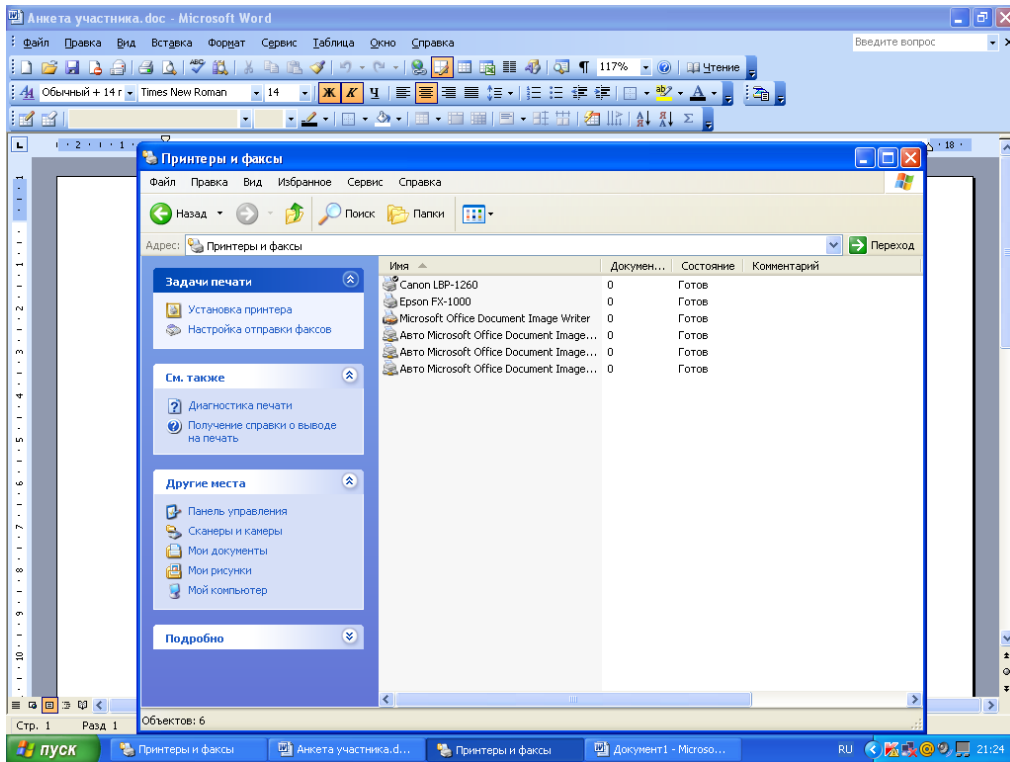 Анкета участника.doc - Microsoft Word
Файл Правка Вид Вставка Формат Сервис Таблица Окно Справка Введите вопрос
117% Чтение
Обычный + 14 г Times New Roman 14 Ж К Ч
Принтеры и факсы
Файл Правка Вид Избранное Сервис Справка
Назад Поиск Папки
Адрес: Принтеры и факсы Переход
Имя Докумен... Состояние Комментарий
Canon LBP-1260 0 Готов
Epson FX-1000 0 Готов
Microsoft Office Document Image Writer 0 Готов
Авто Microsoft Office Document Image... 0 Готов
Авто Microsoft Office Document Image... 0 Готов
Авто Microsoft Office Document Image... 0 Готов
Задачи печати
Установка принтера
Настройка отправки факсов
См. также
Диагностика печати
Получение справки о выводе
на печать
Другие места
Панель управления
Сканеры и камеры
Мои документы
Мои рисунки
Мой компьютер
Подробно
Объектов: 6
Стр. 1 Разд 1
пуск Принтеры и факсы Анкета участника.d... Принтеры и факсы Документ1 - Microso... RU 21:24